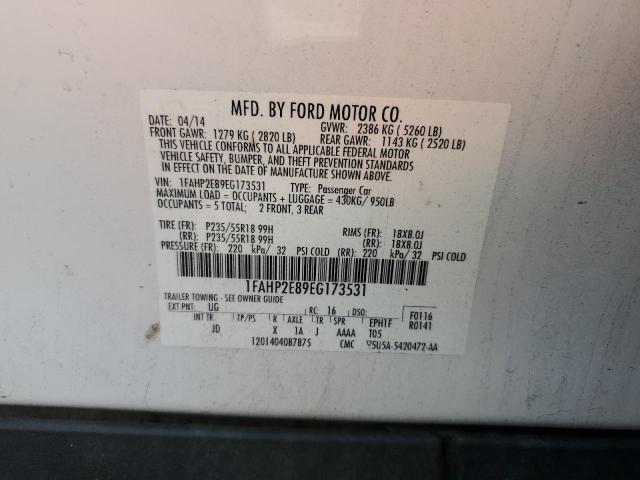 MFD. BY FORD MOTOR CO.
DATE: 04/14 GVWR: 2386 KG ( 5260 LB)
FRONT GAWR: 1279 KG ( 2820 LB) REAR GAWR: 1143 KG ( 2520 LB)
THIS VEHICLE CONFORMS TO ALL APPLICABLE FEDERAL MOTOR
VEHICLE SAFETY, BUMPER, AND THEFT PREVENTION STANDARDS
IN EFFECT ON THE DATE OF MANUFACTURE SHOWN ABOVE.
VIN: 1FAHP2E89EG173531 TYPE: Passenger Car
MAXIMUM LOAD = OCCUPANTS + LUGGAGE = 430KG/ 950LB
OCCUPANTS = 5 TOTAL; 2 FRONT, 3 REAR
TIRE (FR): P235/55R18 99H RIMS (FR): 18X8.0J
(RR): P235/55R18 99H (RR): 18X8.0J
PRESSURE (FR): 220 kPa/ 32 PSI COLD (RR): 220 kPa/ 32 PSI COLD
1FAHP2E89EG173531
TRAILER TOWING - SEE OWNER GUIDE
EXT PNT: UG RC: 16 DSO: F0116
INT TR TP/PS R AXLE TR SPR EPH1F R0141
JD X 1A J AAAA T05
1201404087875 CMC 5U5A-5420472-AA